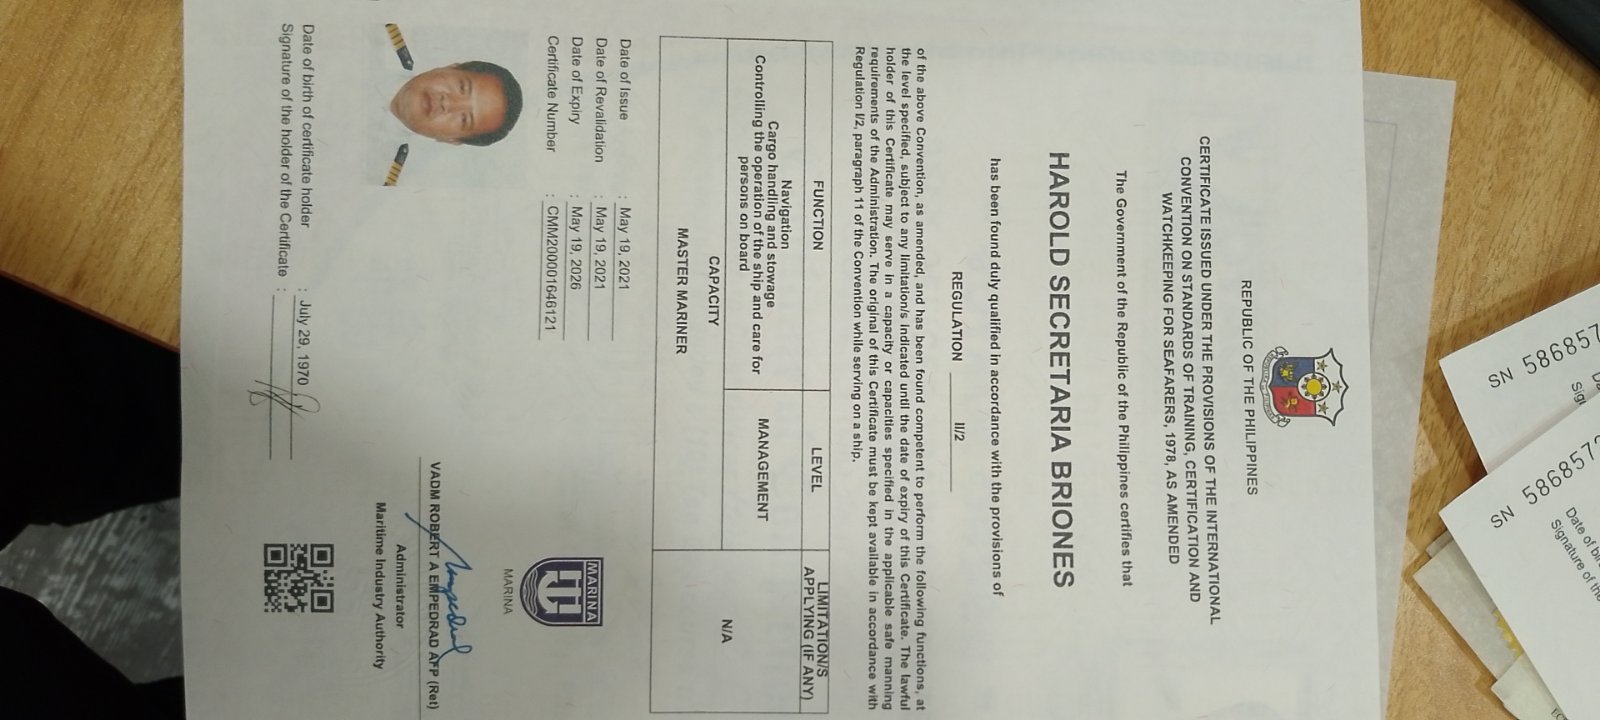 REPUBLIC OF THE PHILIPPINES
CERTIFICATE ISSUED UNDER THE PROVISIONS OF THE INTERNATIONAL
CONVENTION ON STANDARDS OF TRAINING, CERTIFICATION AND
WATCHKEEPING FOR SEAFARERS, 1978, AS AMENDED
The Government of the Republic of the Philippines certifies that
HAROLD SECRETARIA BRIONES
has been found duly qualified in accordance with the provisions of
REGULATION II/2
of the above Convention, as amended, and has been found competent to perform the following functions, at
the level specified, subject to any limitation/s indicated until the date of expiry of this Certificate. The lawful
holder of this Certificate may serve in a capacity or capacities specified in the applicable safe manning
requirements of the Administration. The original of this Certificate must be kept available in accordance with
Regulation I/2, paragraph 11 of the Convention while serving on a ship.
FUNCTION LEVEL LIMITATION/S
APPLYING (IF ANY)
Navigation
Cargo handling and stowage
Controlling the operation of the ship and care for
persons on board
MANAGEMENT
N/A
CAPACITY
MASTER MARINER
Date of Issue : May 19, 2021
Date of Revalidation : May 19, 2021
Date of Expiry : May 19, 2026
Certificate Number : CMM200001646121
MARINA
MARINA
VADM ROBERT A EMPEDRAD AFP (Ret)
Administrator
Maritime Industry Authority
Date of birth of certificate holder : July 29, 1970
Signature of the holder of the Certificate :
SN 586857
SN 586857
Date of
Signature of the